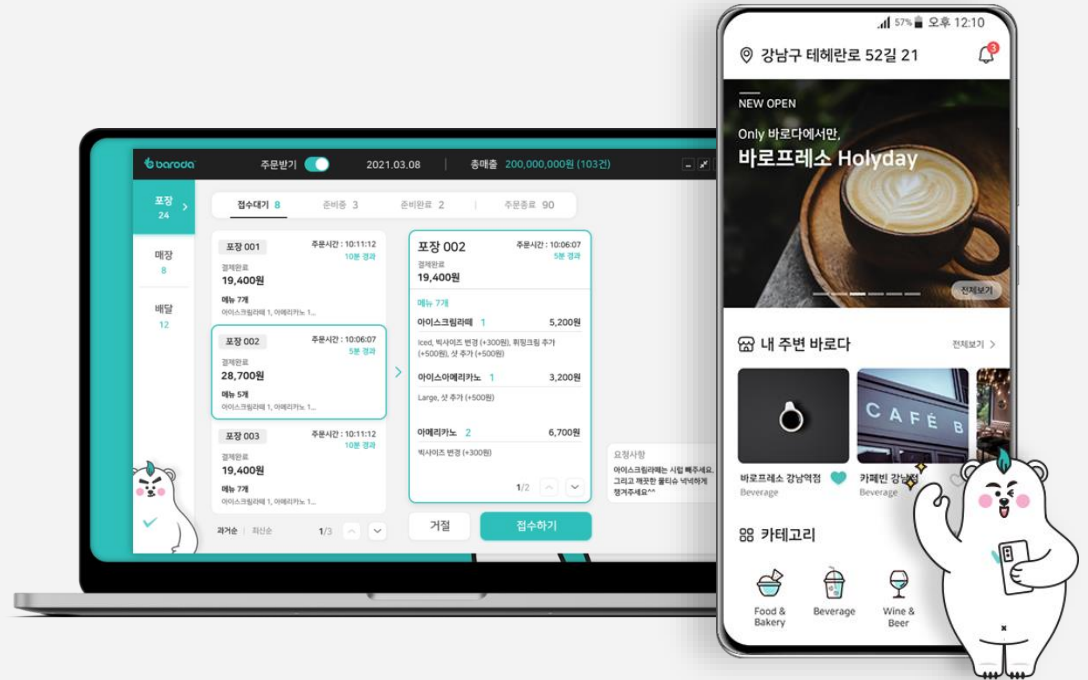 baroda
주문받기
2021.03.08
총매출 200,000,000원 (103건)
포장
24
매장
8
배달
12
접수대기 8
준비중 3
준비완료 2
주문종료 90
포장 001
주문시간 : 10:11:12
10분 경과
결제완료
19,400원
메뉴 7개
아이스크림라떼 1, 아메리카노 1...
포장 002
주문시간 : 10:06:07
5분 경과
결제완료
28,700원
메뉴 5개
아이스크림라떼 1, 아메리카노 1...
포장 003
주문시간 : 10:11:12
10분 경과
결제완료
19,400원
메뉴 7개
아이스크림라떼 1, 아메리카노 1...
과거순 | 최신순
1/3
포장 002
주문시간 : 10:06:07
5분 경과
결제완료
19,400원
메뉴 7개
아이스크림라떼 1 5,200원
Iced, 빅사이즈 변경 (+300원), 휘핑크림 추가
(+500원), 샷 추가 (+500원)
아이스아메리카노 1 3,200원
Large, 샷 추가 (+500원)
아메리카노 2 6,700원
빅사이즈 변경 (+300원)
1/2
거절
접수하기
요청사항
아이스크림라떼는 시럽 빼주세요.
그리고 깨끗한 물티슈 넉넉하게
챙겨주세요^^
57% 오후 12:10
강남구 테헤란로 52길 21
3
NEW OPEN
Only 바로다에서만,
바로프레소 Holyday
전체보기
내 주변 바로다
전체보기
CAFÉ B
바로프레소 강남역점
Beverage
카페빈 강남점
Beverage
카테고리
Food &
Bakery
Beverage
Wine &
Beer